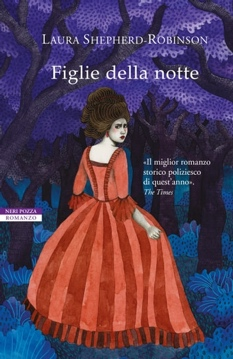 LAURA SHEPHERD-ROBINSON
Figlie della notte
«Il miglior romanzo
storico poliziesco
di quest'anno».
The Times
NERI POZZA
ROMANZO